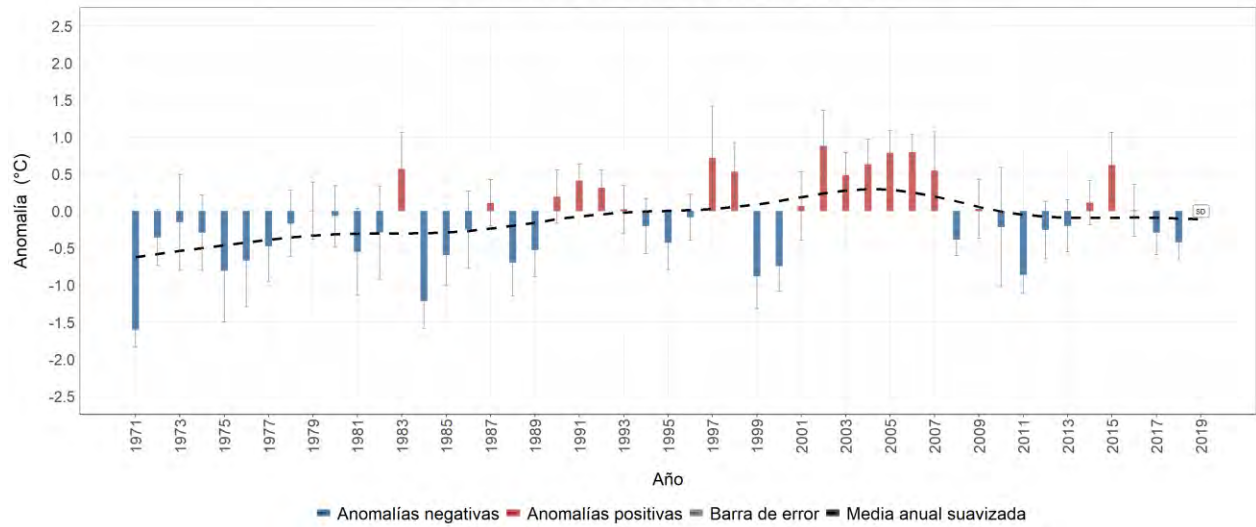 2.5
2.0
1.5
1.0
0.5
0.0
-0.5
-1.0
-1.5
-2.0
-2.5
Anomalía (°C)
SD
1971 1973 1975 1977 1979 1981 1983 1985 1987 1989 1991 1993 1995 1997 1999 2001 2003 2005 2007 2009 2011 2013 2015 2017 2019
Año
Anomalías negativas Anomalías positivas Barra de error Media anual suavizada